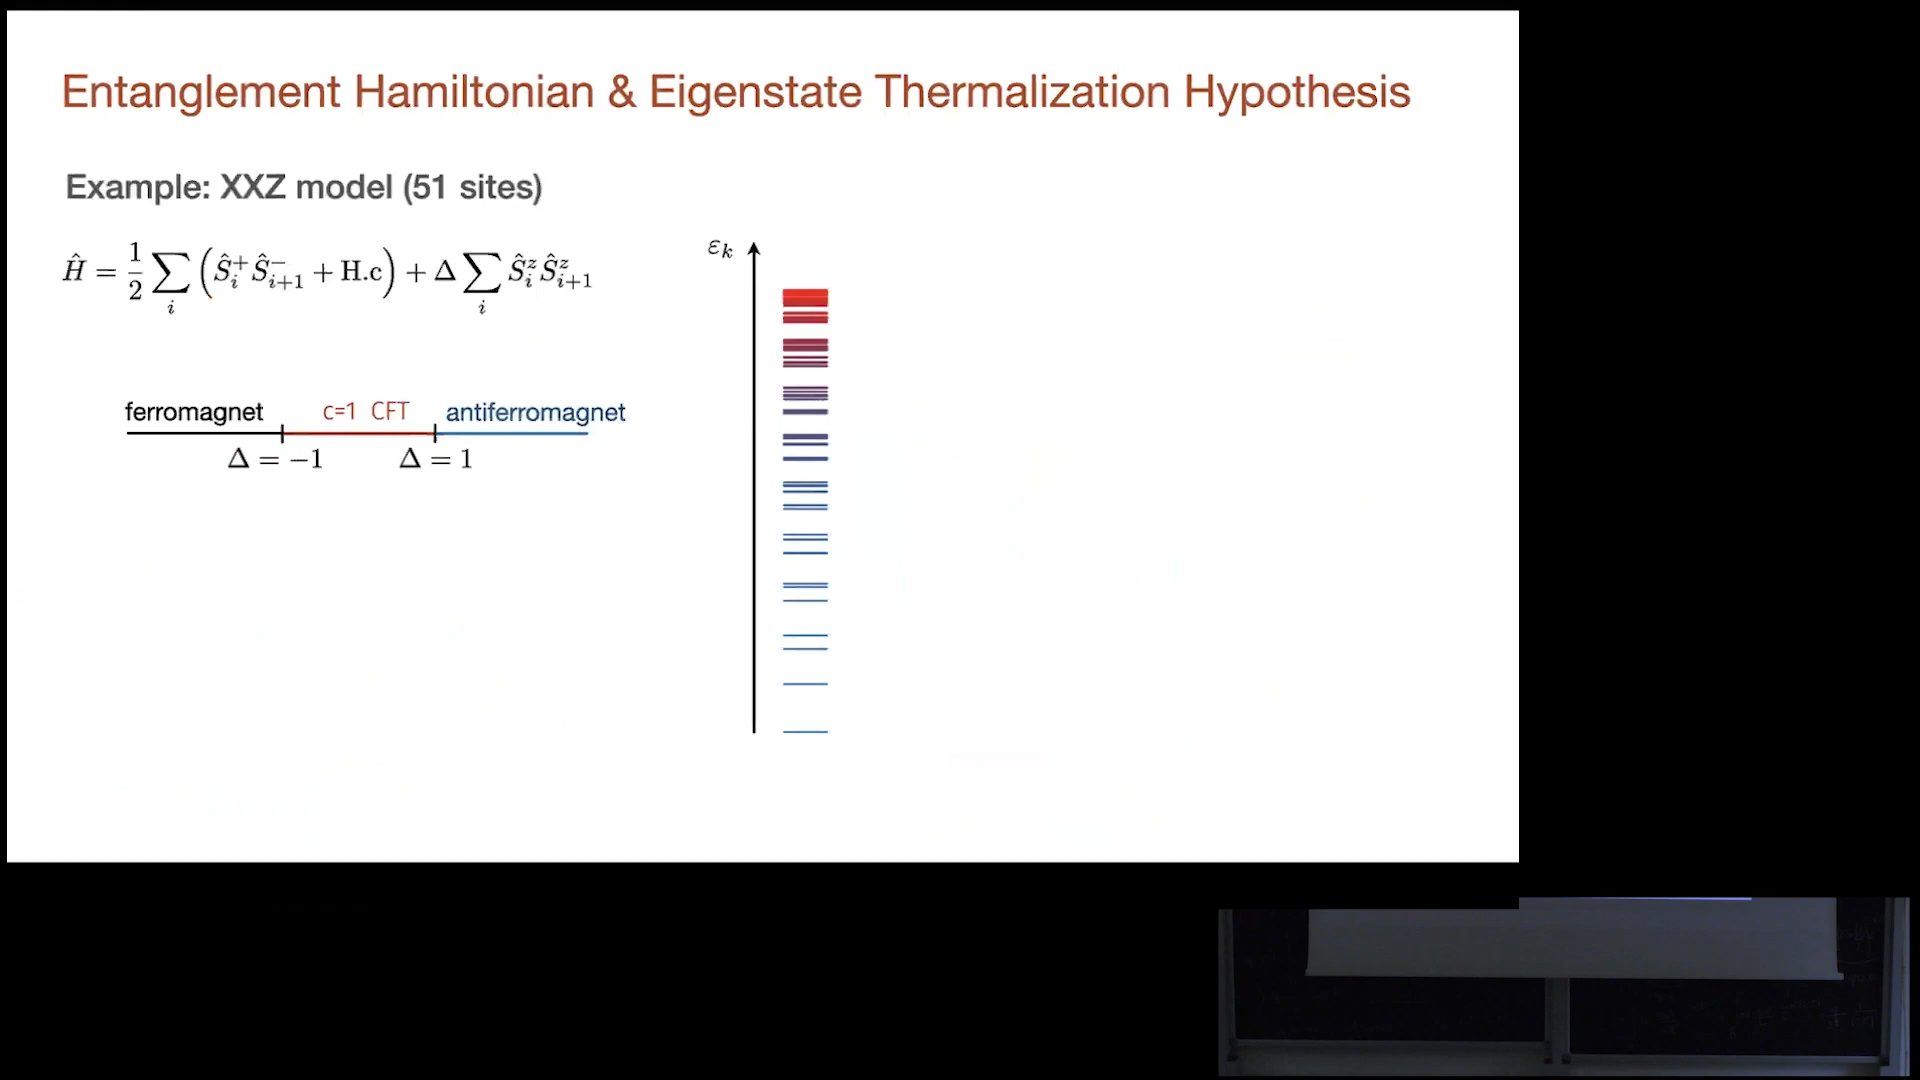 Entanglement Hamiltonian & Eigenstate Thermalization Hypothesis
Example: XXZ model (51 sites)
Ĥ = 1/2 ∑_i (Ŝ_i^+ Ŝ_{i+1}^- + H.c) + Δ ∑_i Ŝ_i^z Ŝ_{i+1}^z
ε_k
ferromagnet c=1 CFT antiferromagnet
Δ = −1 Δ = 1